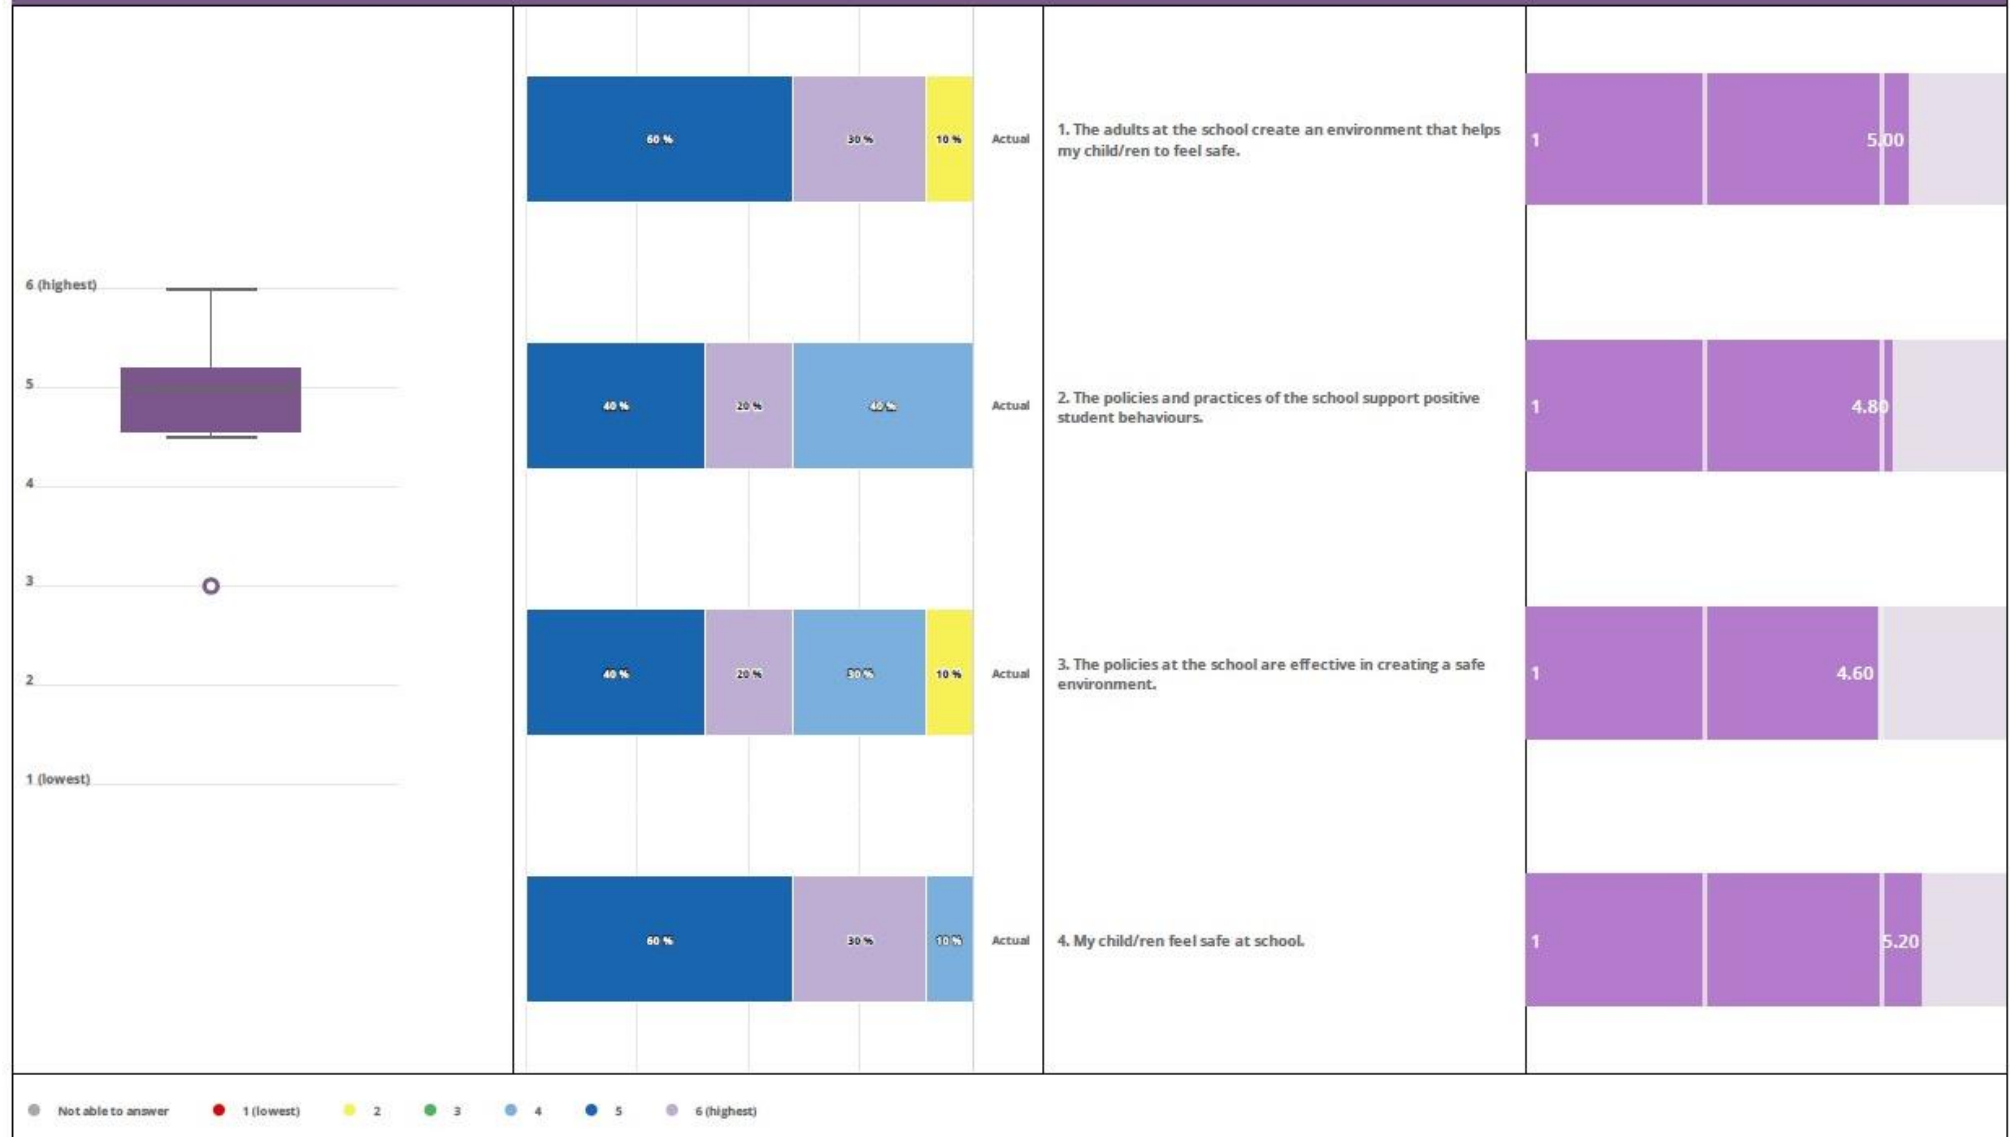 60 %
30 %
10 %
Actual
1. The adults at the school create an environment that helps
my child/ren to feel safe.
1
5.00
6 (highest)
5
4
3
2
1 (lowest)
40 %
20 %
40 %
Actual
2. The policies and practices of the school support positive
student behaviours.
1
4.80
40 %
20 %
30 %
10 %
Actual
3. The policies at the school are effective in creating a safe
environment.
1
4.60
60 %
30 %
10 %
Actual
4. My child/ren feel safe at school.
1
5.20
Not able to answer
1 (lowest)
2
3
4
5
6 (highest)